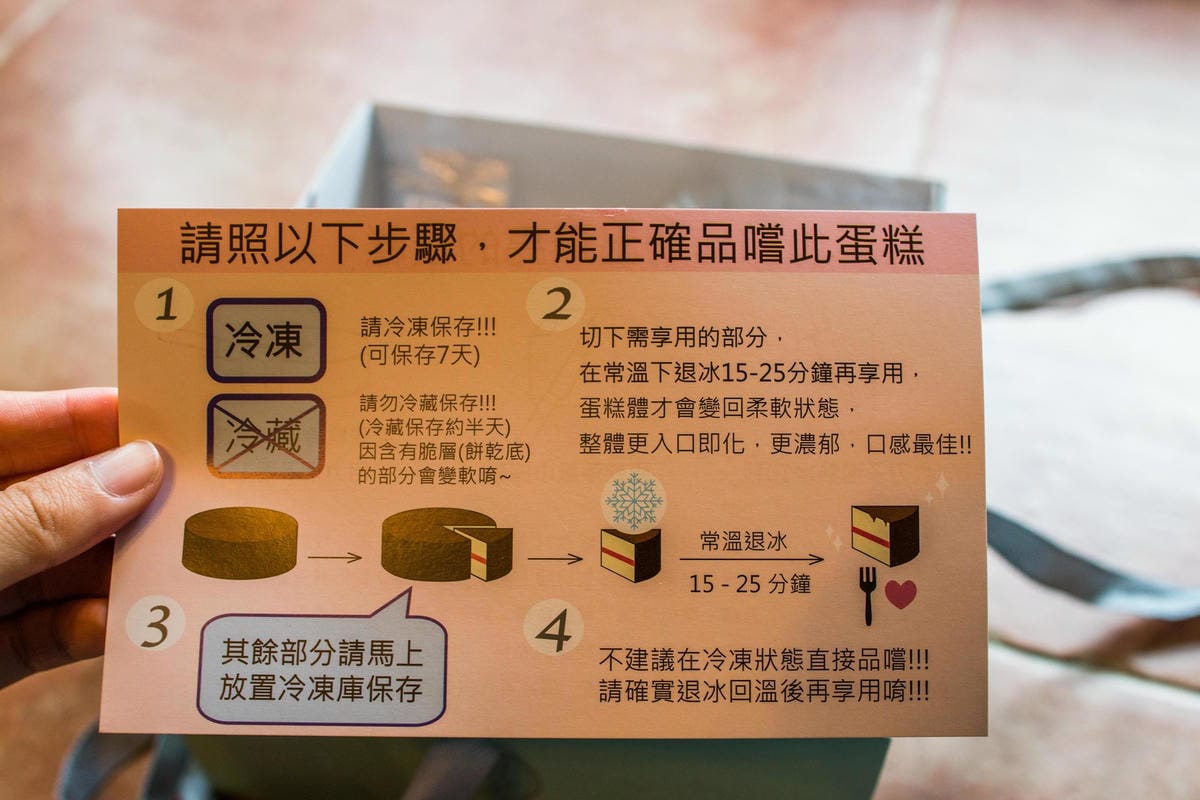 請照以下步驟，才能正確品嚐此蛋糕
1
冷凍
請冷凍保存!!!
(可保存7天)
冷藏
請勿冷藏保存!!!
(冷藏保存約半天)
因含有脆層(餅乾底)
的部分會變軟唷~
2
切下需享用的部分，
在常溫下退冰15-25分鐘再享用，
蛋糕體才會變回柔軟狀態，
整體更入口即化，更濃郁，口感最佳!!
常溫退冰
15 - 25 分鐘
3
其餘部分請馬上
放置冷凍庫保存
4
不建議在冷凍狀態直接品嚐!!!
請確實退冰回溫後再享用唷!!!